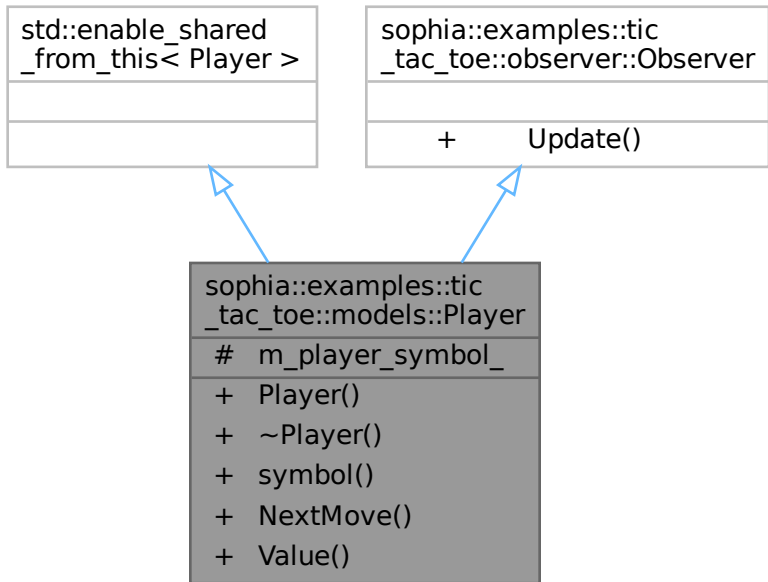 std::enable_shared
_from_this< Player >
sophia::examples::tic
_tac_toe::observer::Observer
+ Update()
sophia::examples::tic
_tac_toe::models::Player
# m_player_symbol_
+ Player()
+ ~Player()
+ symbol()
+ NextMove()
+ Value()